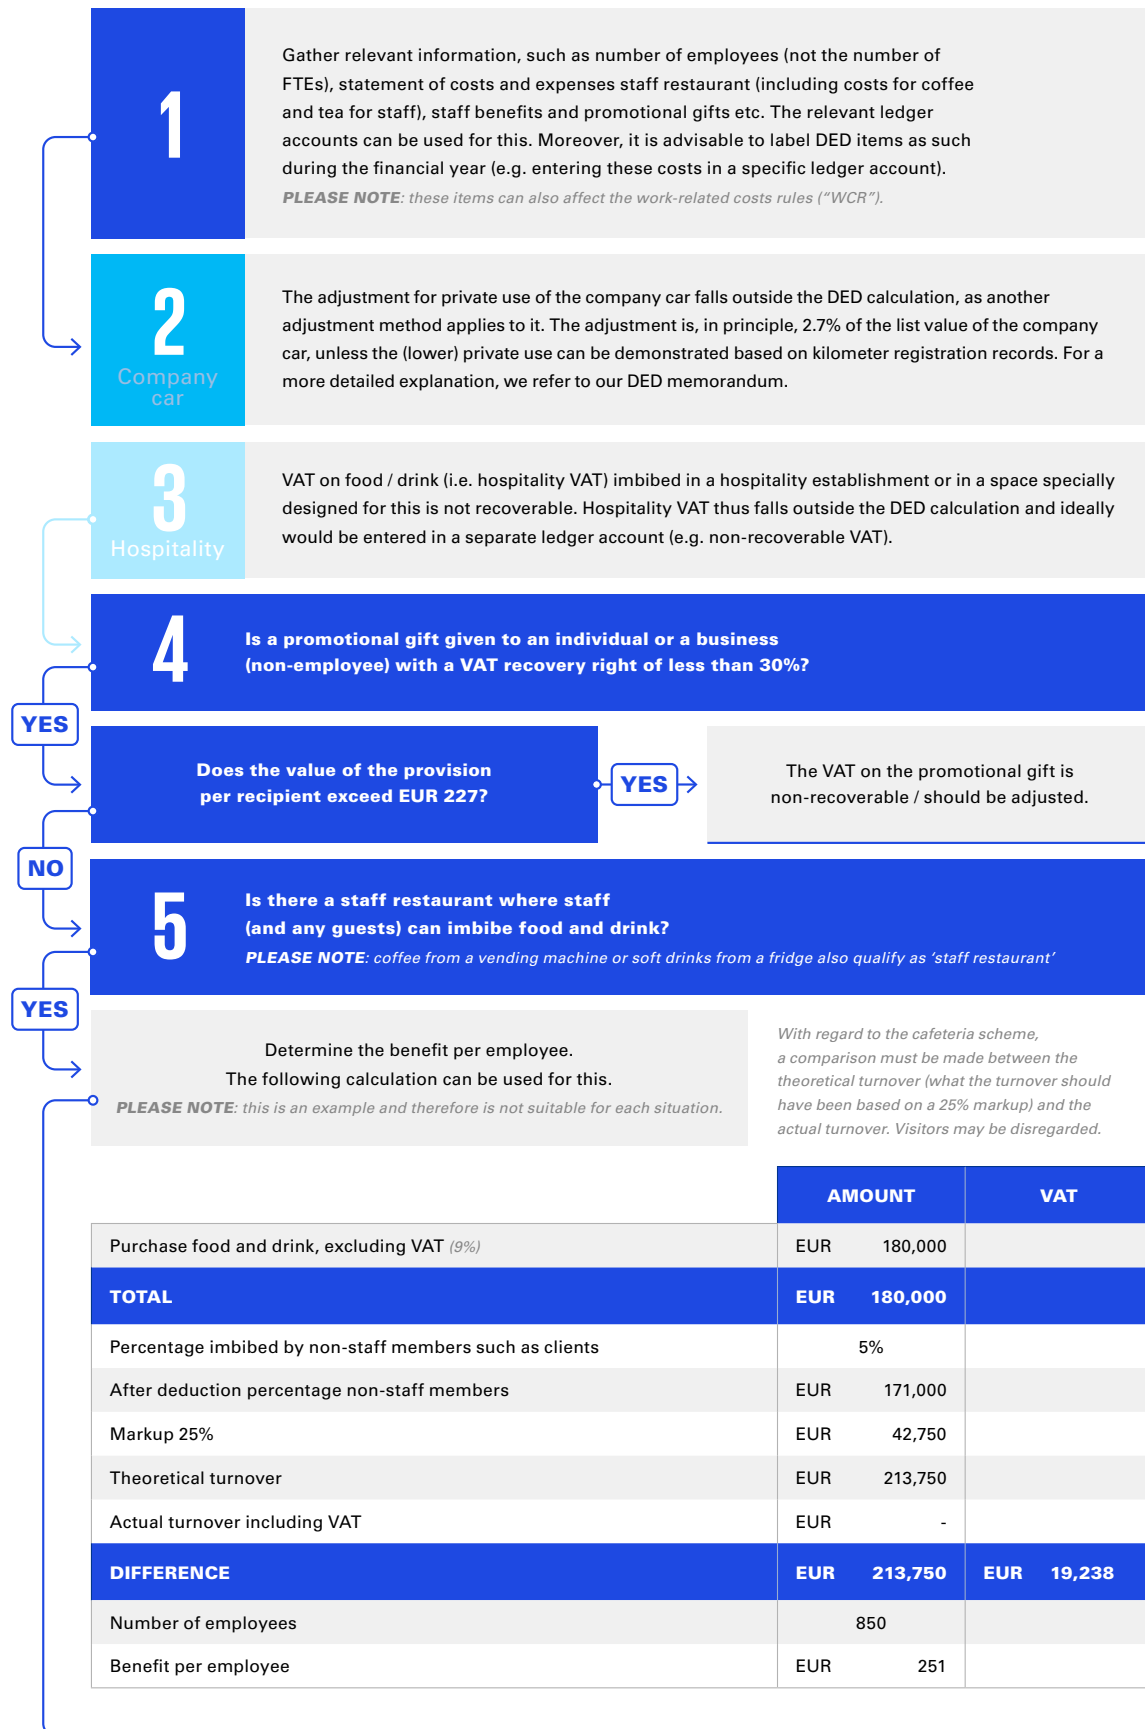 1
Gather relevant information, such as number of employees (not the number of
FTEs), statement of costs and expenses staff restaurant (including costs for coffee
and tea for staff), staff benefits and promotional gifts etc. The relevant ledger
accounts can be used for this. Moreover, it is advisable to label DED items as such
during the financial year (e.g. entering these costs in a specific ledger account).
PLEASE NOTE: these items can also affect the work-related costs rules (“WCR”).
2
Company
car
The adjustment for private use of the company car falls outside the DED calculation, as another
adjustment method applies to it. The adjustment is, in principle, 2.7% of the list value of the company
car, unless the (lower) private use can be demonstrated based on kilometer registration records. For a
more detailed explanation, we refer to our DED memorandum.
3
Hospitality
VAT on food / drink (i.e. hospitality VAT) imbibed in a hospitality establishment or in a space specially
designed for this is not recoverable. Hospitality VAT thus falls outside the DED calculation and ideally
would be entered in a separate ledger account (e.g. non-recoverable VAT).
4
Is a promotional gift given to an individual or a business
(non-employee) with a VAT recovery right of less than 30%?
YES
Does the value of the provision
per recipient exceed EUR 227?
YES
The VAT on the promotional gift is
non-recoverable / should be adjusted.
NO
5
Is there a staff restaurant where staff
(and any guests) can imbibe food and drink?
PLEASE NOTE: coffee from a vending machine or soft drinks from a fridge also qualify as ‘staff restaurant’
YES
Determine the benefit per employee.
The following calculation can be used for this.
PLEASE NOTE: this is an example and therefore is not suitable for each situation.
With regard to the cafeteria scheme,
a comparison must be made between the
theoretical turnover (what the turnover should
have been based on a 25% markup) and the
actual turnover. Visitors may be disregarded.
AMOUNT VAT
Purchase food and drink, excluding VAT (9%) EUR 180,000
TOTAL EUR 180,000
Percentage imbibed by non-staff members such as clients 5%
After deduction percentage non-staff members EUR 171,000
Markup 25% EUR 42,750
Theoretical turnover EUR 213,750
Actual turnover including VAT EUR -
DIFFERENCE EUR 213,750 EUR 19,238
Number of employees 850
Benefit per employee EUR 251